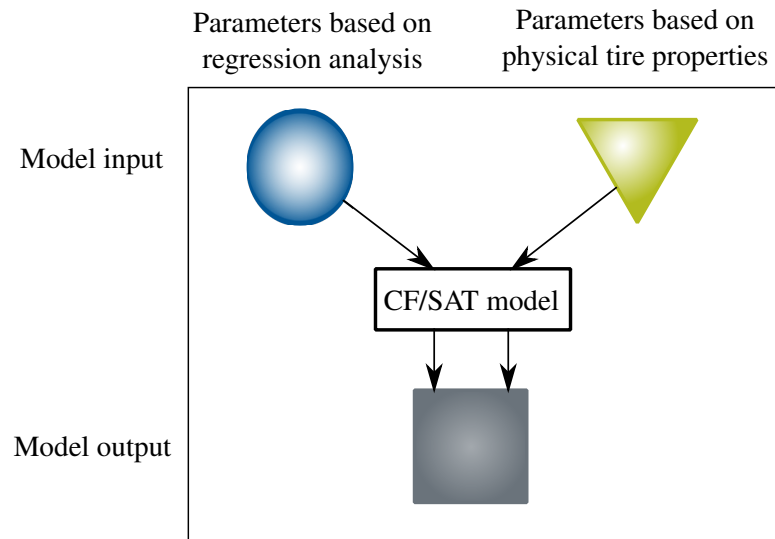 Parameters based on
regression analysis
Parameters based on
physical tire properties
Model input
CF/SAT model
Model output